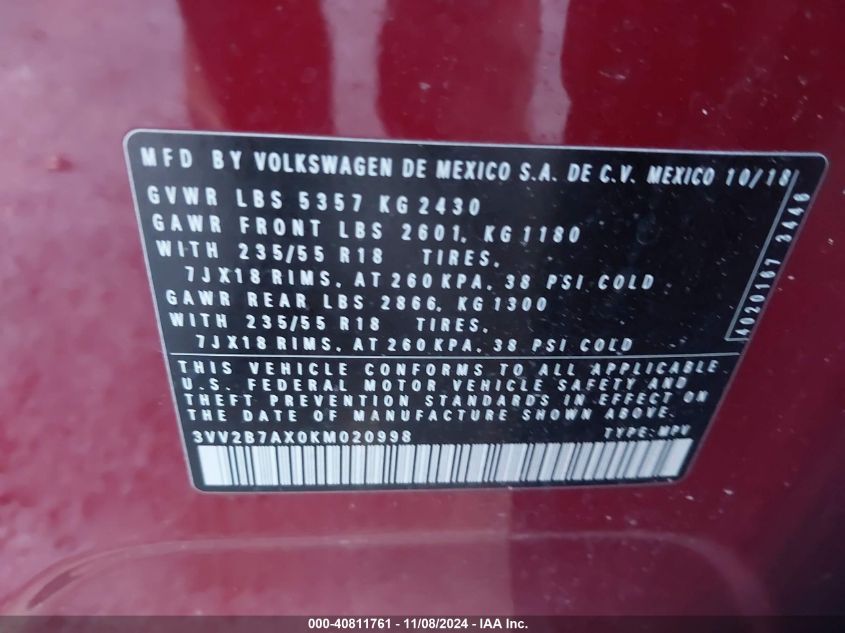 MFD BY VOLKSWAGEN DE MEXICO S.A. DE C.V. MEXICO 10/18
GVWR LBS 5357 KG 2430
GAWR FRONT LBS 2601, KG 1180
WITH 235/55 R18 TIRES,
7JX18 RIMS, AT 260 KPA, 38 PSI COLD
GAWR REAR LBS 2866, KG 1300
WITH 235/55 R18 TIRES,
7JX18 RIMS, AT 260 KPA, 38 PSI COLD
4020167 3446
THIS VEHICLE CONFORMS TO ALL APPLICABLE
U.S. FEDERAL MOTOR VEHICLE SAFETY AND
THEFT PREVENTION STANDARDS IN EFFECT ON
THE DATE OF MANUFACTURE SHOWN ABOVE.
3VV2B7AX0KM020998 TYPE: MPV
000-40811761 - 11/08/2024 - IAA Inc.